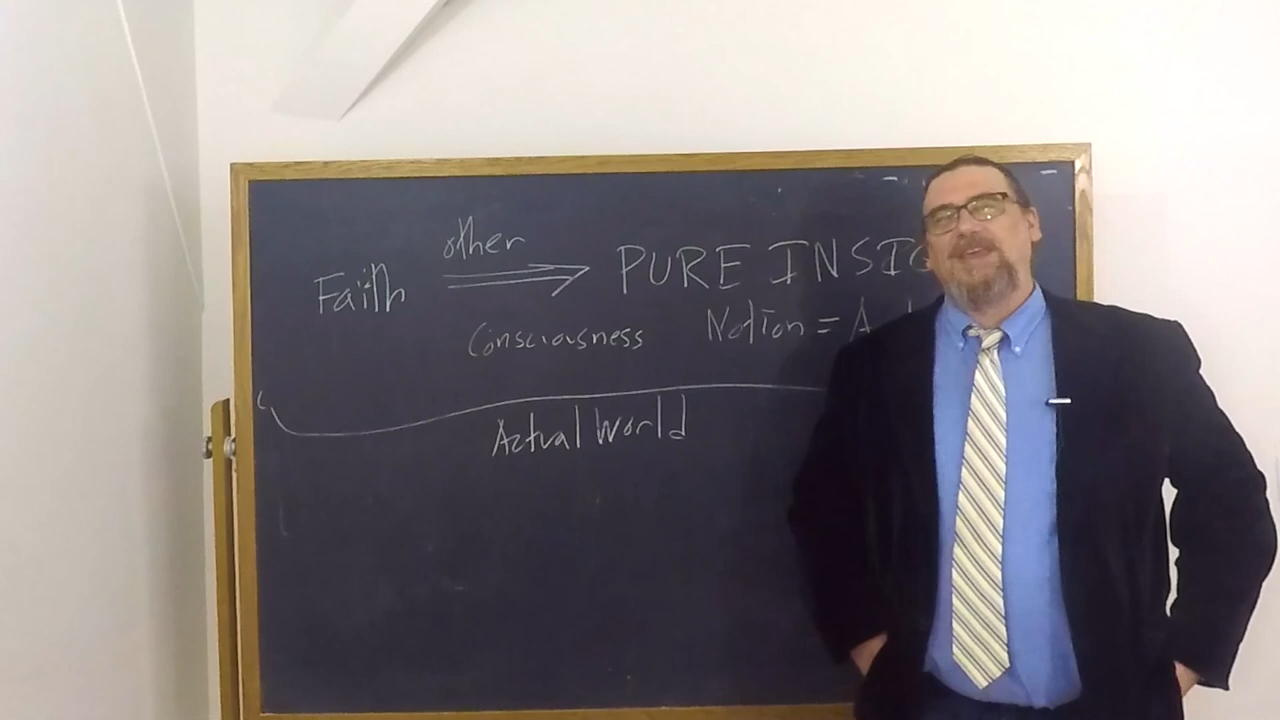 other
Faith ⇒ PURE INSIG
Consciousness Notion = A
Actual World